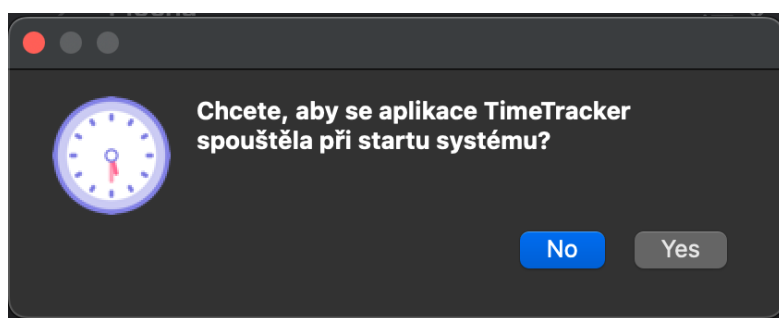 Chcete, aby se aplikace TimeTracker
spouštěla při startu systému?
No
Yes